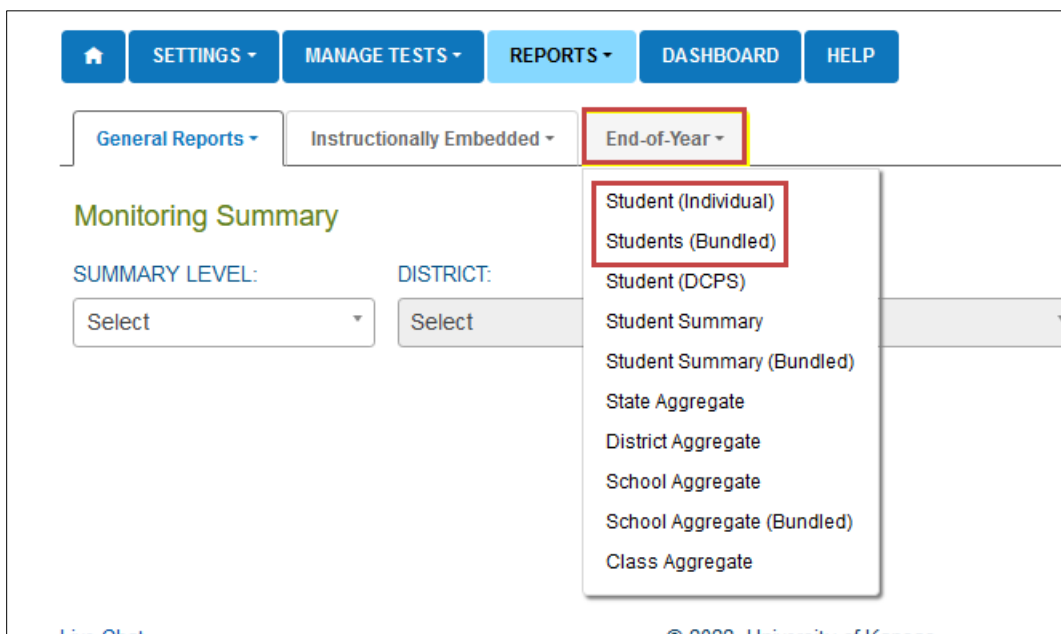 SETTINGS MANAGE TESTS REPORTS DASHBOARD HELP
General Reports Instructionally Embedded End-of-Year
Monitoring Summary
SUMMARY LEVEL: DISTRICT:
Select Select
Student (Individual)
Students (Bundled)
Student (DCPS)
Student Summary
Student Summary (Bundled)
State Aggregate
District Aggregate
School Aggregate
School Aggregate (Bundled)
Class Aggregate